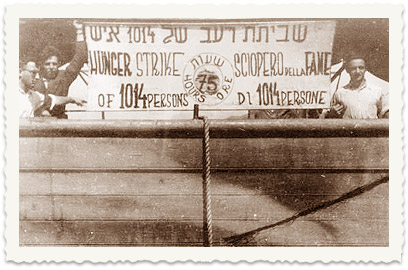 שביתת רעב של 1014 איש
HUNGER STRIKE
OF 1014 PERSONS
שעות
75
HOURS ORE
SCIOPERO DELLA FAME
DI 1014 PERSONE